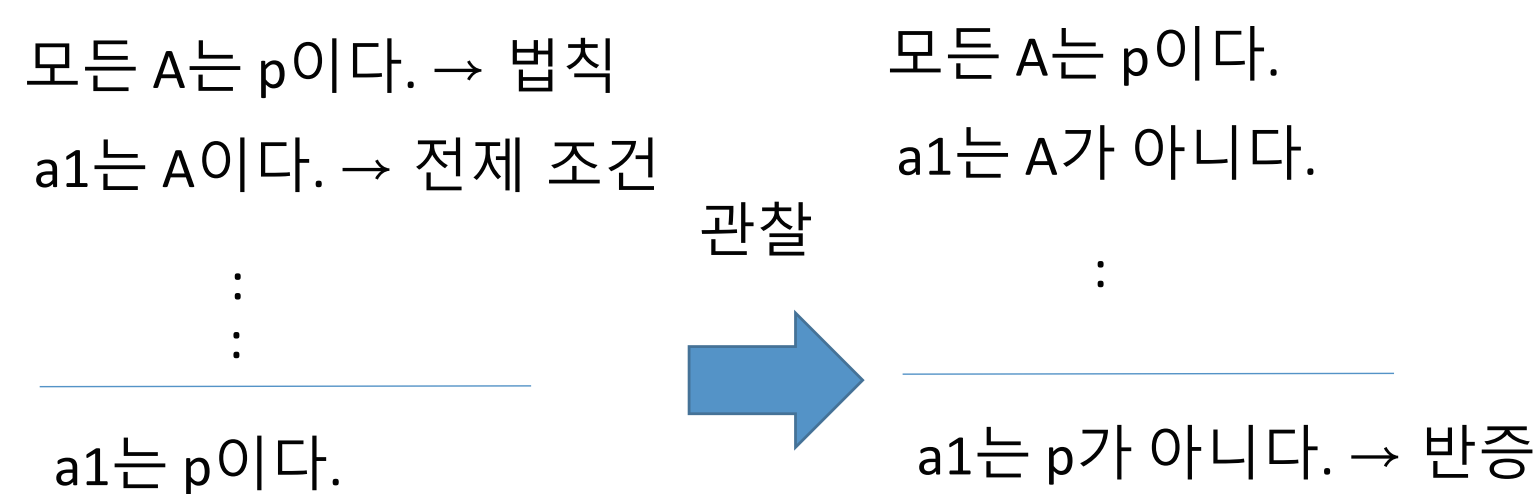 모든 A는 p이다. → 법칙
a1는 A이다. → 전제 조건
:
:
a1는 p이다.
관찰
모든 A는 p이다.
a1는 A가 아니다.
:
a1는 p가 아니다. → 반증